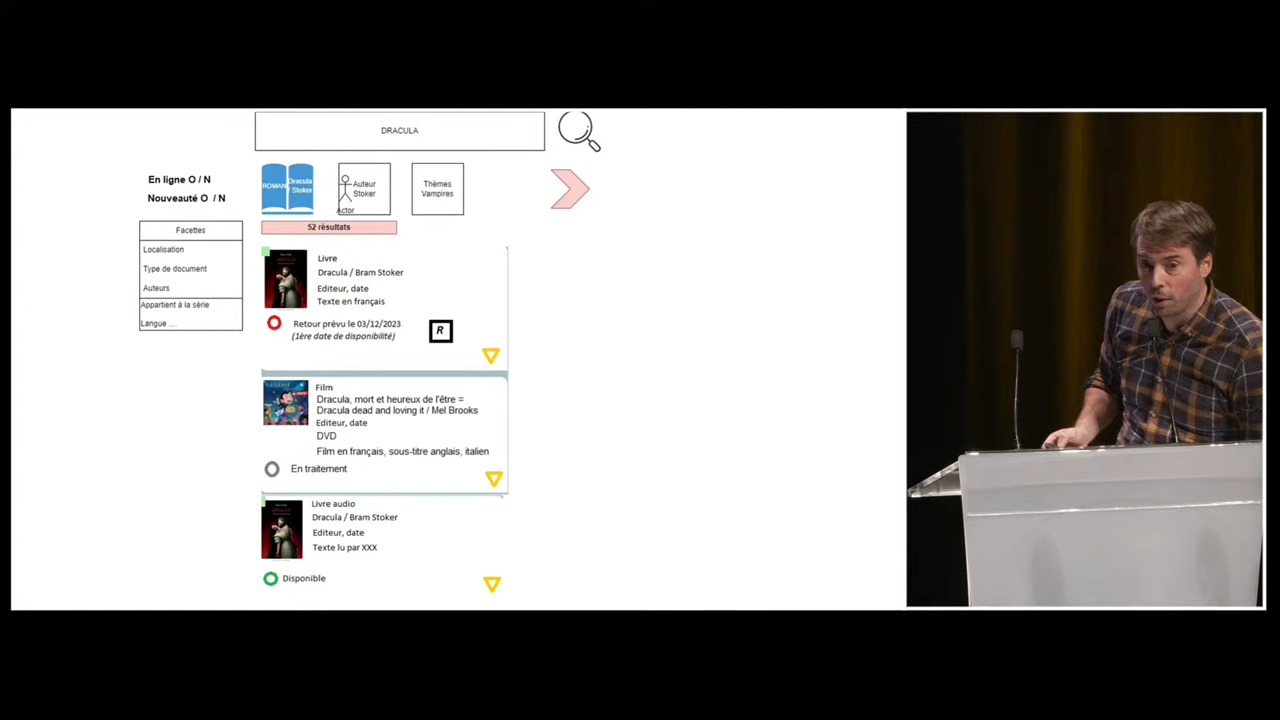 DRACULA
En ligne O / N
Nouveauté O / N
ROMAN
Dracula
/ Stoker
Auteur
Stoker
Actor
Thèmes
Vampires
52 résultats
Facettes
Localisation
Type de document
Auteurs
Appartient à la série
Langue ....
Livre
Dracula / Bram Stoker
Editeur, date
Texte en français
Retour prévu le 03/12/2023
(1ère date de disponibilité)
R
Film
Dracula, mort et heureux de l'être =
Dracula dead and loving it / Mel Brooks
Editeur, date
DVD
Film en français, sous-titre anglais, italien
En traitement
Livre audio
Dracula / Bram Stoker
Editeur, date
Texte lu par XXX
Disponible